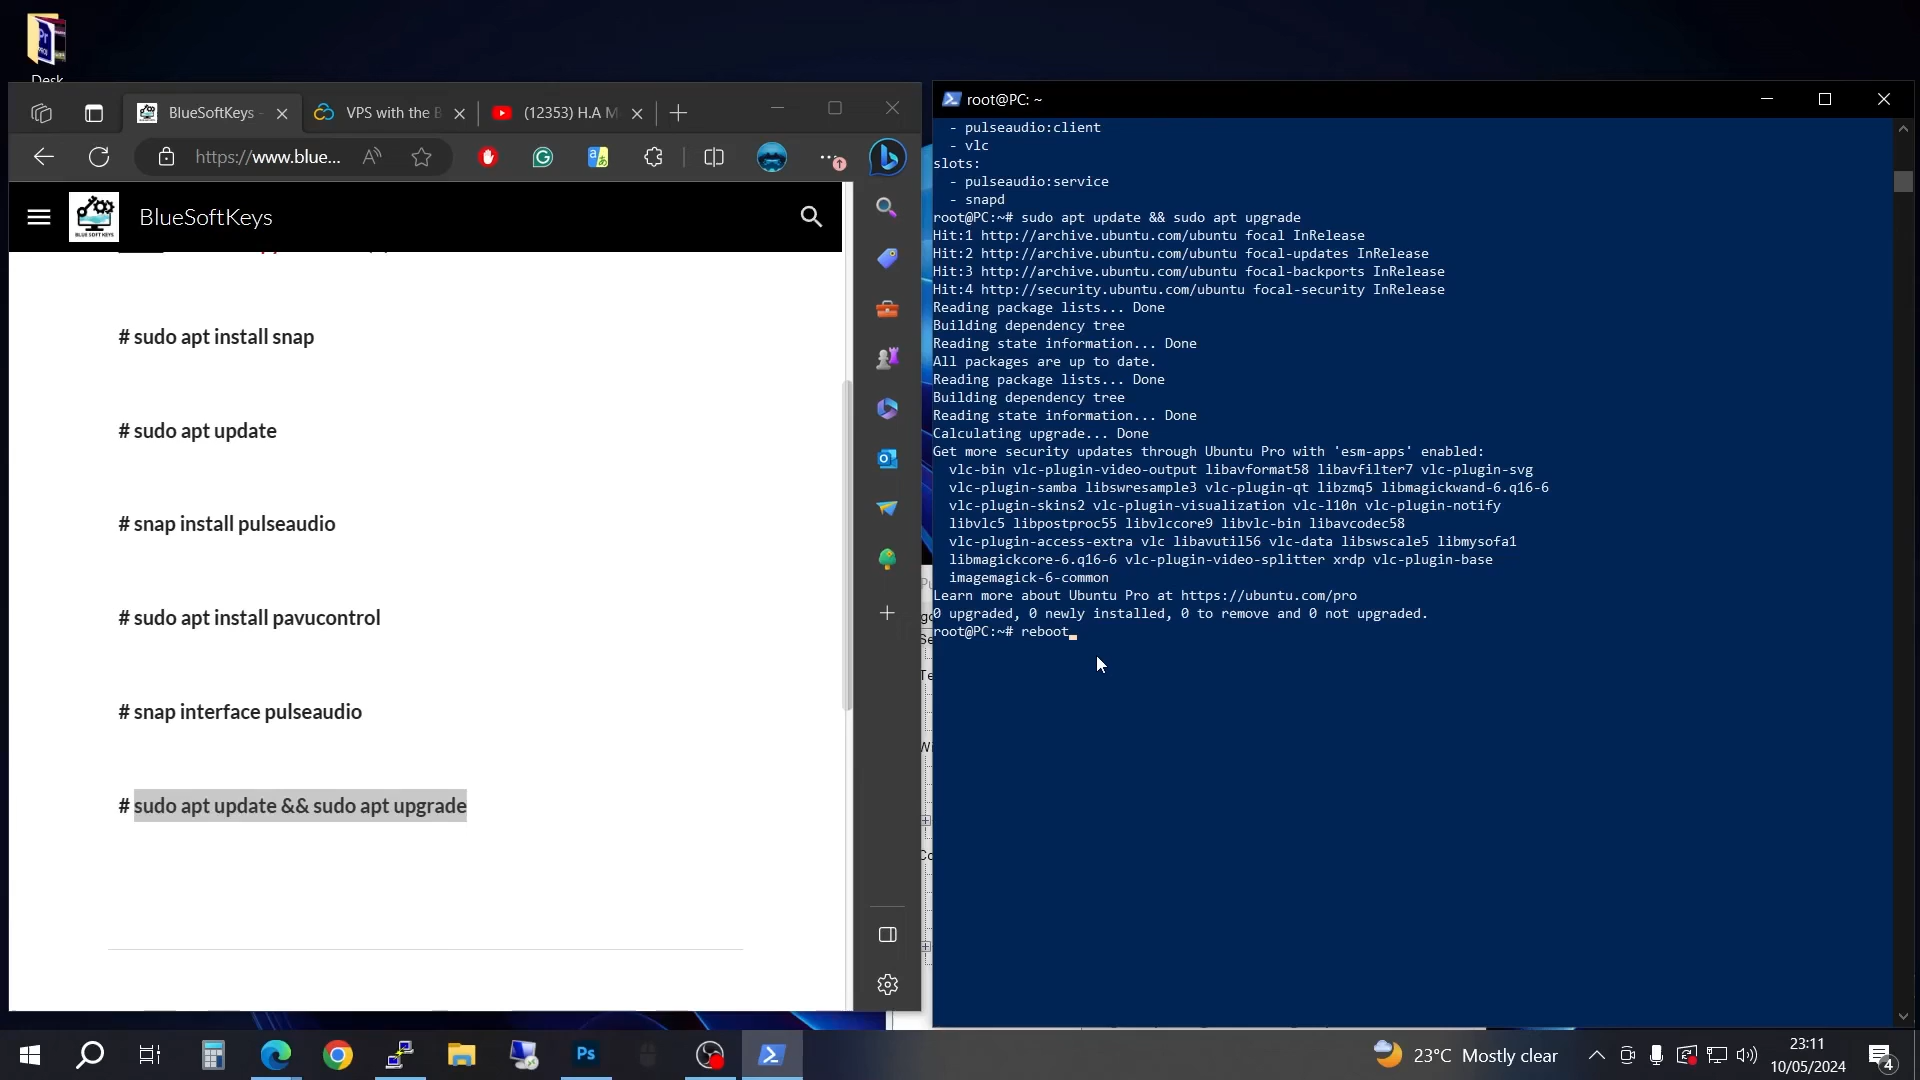 Desk
BlueSoftKeys -
VPS with the B
(12353) H.A M
https://www.blue...
BlueSoftKeys
# sudo apt install snap
# sudo apt update
# snap install pulseaudio
# sudo apt install pavucontrol
# snap interface pulseaudio
# sudo apt update && sudo apt upgrade
root@PC: ~
- pulseaudio:client
- vlc
slots:
- pulseaudio:service
- snapd
root@PC:~# sudo apt update && sudo apt upgrade
Hit:1 http://archive.ubuntu.com/ubuntu focal InRelease
Hit:2 http://archive.ubuntu.com/ubuntu focal-updates InRelease
Hit:3 http://archive.ubuntu.com/ubuntu focal-backports InRelease
Hit:4 http://security.ubuntu.com/ubuntu focal-security InRelease
Reading package lists... Done
Building dependency tree
Reading state information... Done
All packages are up to date.
Reading package lists... Done
Building dependency tree
Reading state information... Done
Calculating upgrade... Done
Get more security updates through Ubuntu Pro with 'esm-apps' enabled:
vlc-bin vlc-plugin-video-output libavformat58 libavfilter7 vlc-plugin-svg
vlc-plugin-samba libswresample3 vlc-plugin-qt libzmq5 libmagickwand-6.q16-6
vlc-plugin-skins2 vlc-plugin-visualization vlc-l10n vlc-plugin-notify
libvlc5 libpostproc55 libvlccore9 libvlc-bin libavcodec58
vlc-plugin-access-extra vlc libavutil56 vlc-data libswscale5 libmysofa1
libmagickcore-6.q16-6 vlc-plugin-video-splitter xrdp vlc-plugin-base
imagemagick-6-common
Learn more about Ubuntu Pro at https://ubuntu.com/pro
0 upgraded, 0 newly installed, 0 to remove and 0 not upgraded.
root@PC:~# reboot
Ps
23°C Mostly clear
23:11
10/05/2024
4